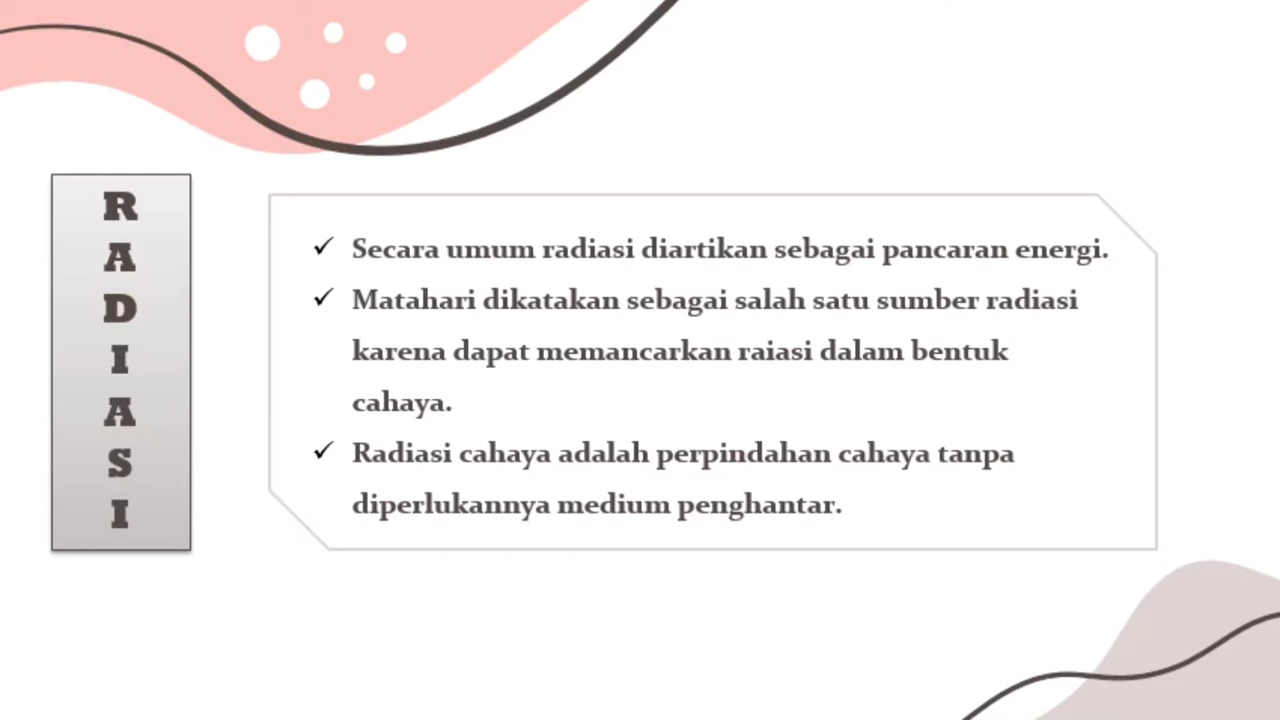 R
A
D
I
A
S
I
✓ Secara umum radiasi diartikan sebagai pancaran energi.
✓ Matahari dikatakan sebagai salah satu sumber radiasi
karena dapat memancarkan raiasi dalam bentuk
cahaya.
✓ Radiasi cahaya adalah perpindahan cahaya tanpa
diperlukannya medium penghantar.